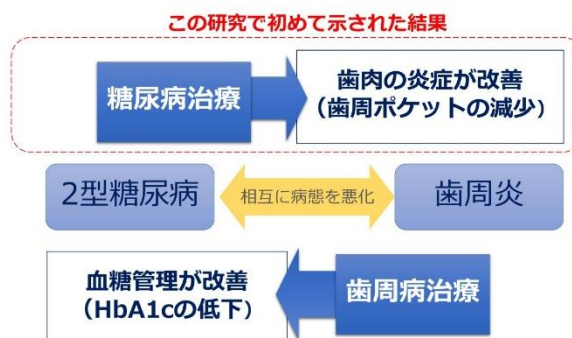 この研究で初めて示された結果
糖尿病治療
歯肉の炎症が改善
（歯周ポケットの減少）
2型糖尿病
相互に病態を悪化
歯周炎
血糖管理が改善
（HbA1cの低下）
歯周病治療